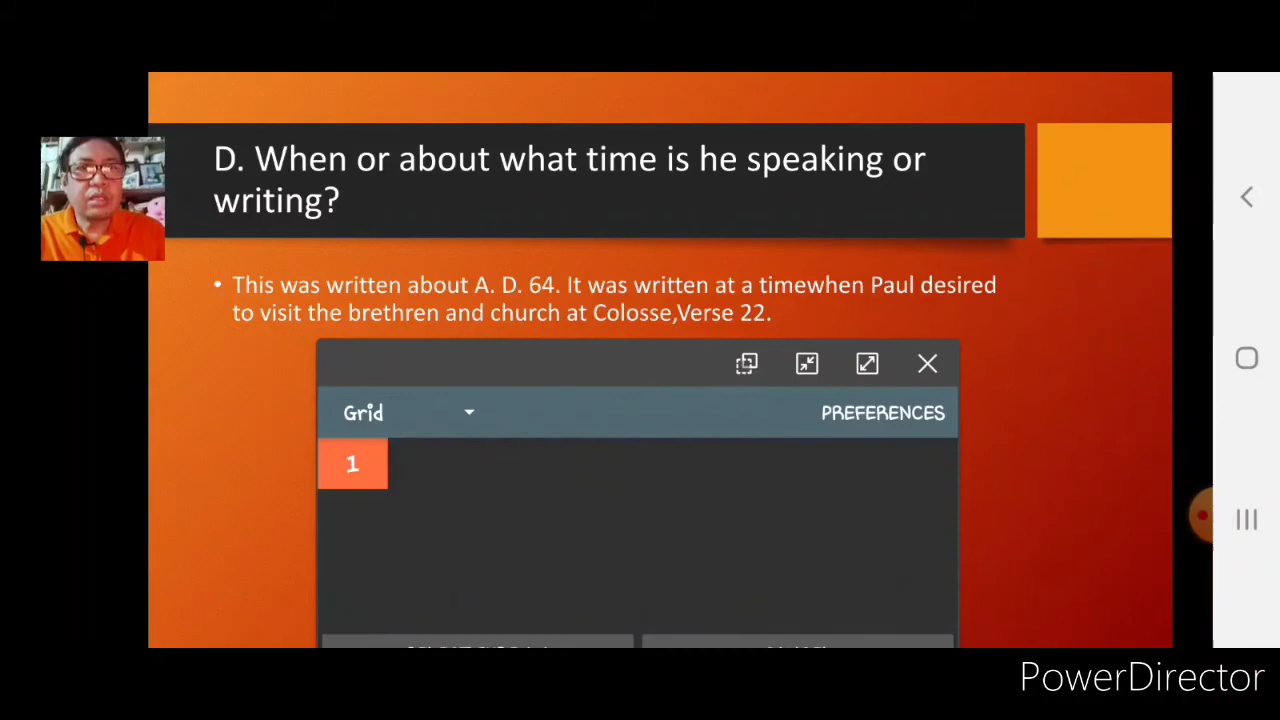 D. When or about what time is he speaking or
writing?
• This was written about A. D. 64. It was written at a timewhen Paul desired
to visit the brethren and church at Colosse,Verse 22.
Grid
PREFERENCES
1
PowerDirector